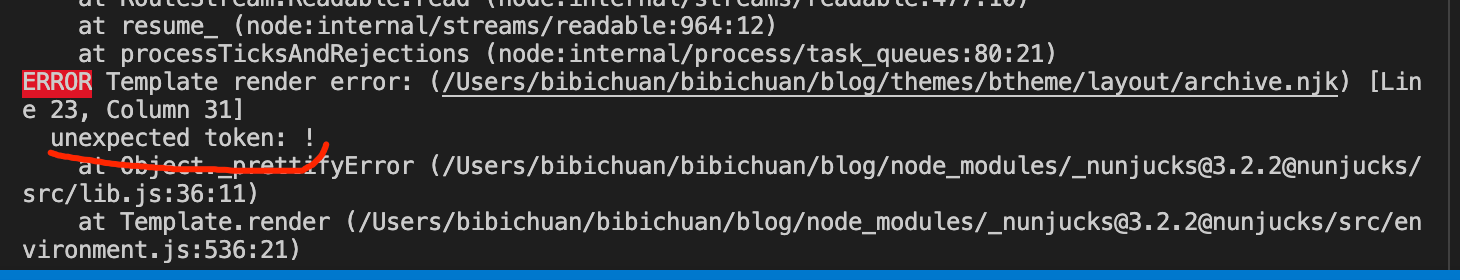 at RouteStream.Readable.read (node:internal/streams/readable:477:10)
at resume_ (node:internal/streams/readable:964:12)
at processTicksAndRejections (node:internal/process/task_queues:80:21)
ERROR Template render error: (/Users/bibichuan/bibichuan/blog/themes/btheme/layout/archive.njk) [Lin
e 23, Column 31]
unexpected token: !
at Object._prettifyError (/Users/bibichuan/bibichuan/blog/node_modules/_nunjucks@3.2.2@nunjucks/
src/lib.js:36:11)
at Template.render (/Users/bibichuan/bibichuan/blog/node_modules/_nunjucks@3.2.2@nunjucks/src/en
vironment.js:536:21)